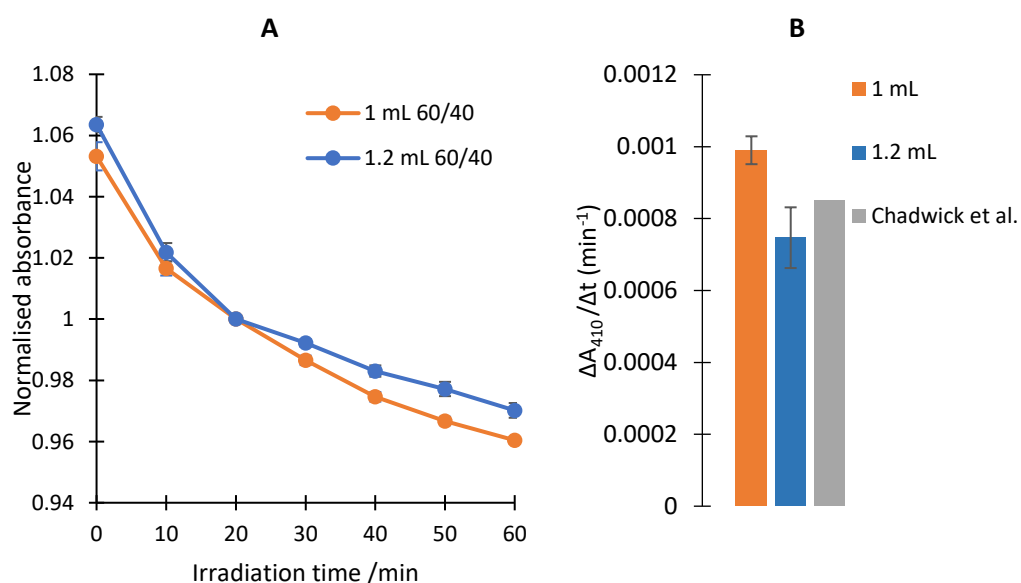 A
1.08
1.06
1.04
1.02
1
0.98
0.96
0.94
Normalised absorbance
0
10
20
30
40
50
60
Irradiation time /min
1 mL 60/40
1.2 mL 60/40
B
0.0012
0.001
0.0008
0.0006
0.0004
0.0002
0
ΔA₄₁₀/Δt (min⁻¹)
1 mL
1.2 mL
Chadwick et al.